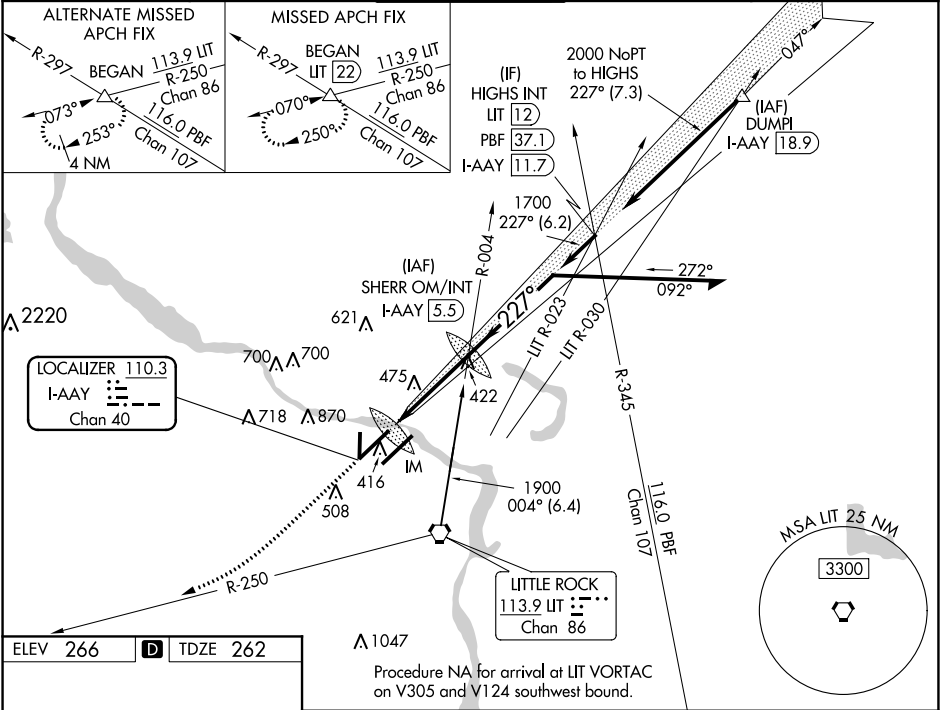 ALTERNATE MISSED
APCH FIX
R-297
BEGAN
113.9 LIT
R-250
Chan 86
073°
253°
4 NM
116.0 PBF
Chan 107
MISSED APCH FIX
R-297
BEGAN
LIT 22
113.9 LIT
R-250
Chan 86
070°
250°
116.0 PBF
Chan 107
(IF)
HIGHS INT
LIT 12
PBF 37.1
I-AAY 11.7
2000 NoPT
to HIGHS
227° (7.3)
047°
(IAF)
DUMPI
I-AAY 18.9
1700
227° (6.2)
R-004
(IAF)
SHERR OM/INT
I-AAY 5.5
227°
272°
092°
LIT R-023
LIT R-030
2220
621
700
700
475
422
R-345
LOCALIZER 110.3
I-AAY
Chan 40
718
870
416
IM
508
1900
004° (6.4)
116.0 PBF
Chan 107
MSA LIT 25 NM
3300
R-250
LITTLE ROCK
113.9 LIT
Chan 86
1047
ELEV 266
D
TDZE 262
Procedure NA for arrival at LIT VORTAC
on V305 and V124 southwest bound.